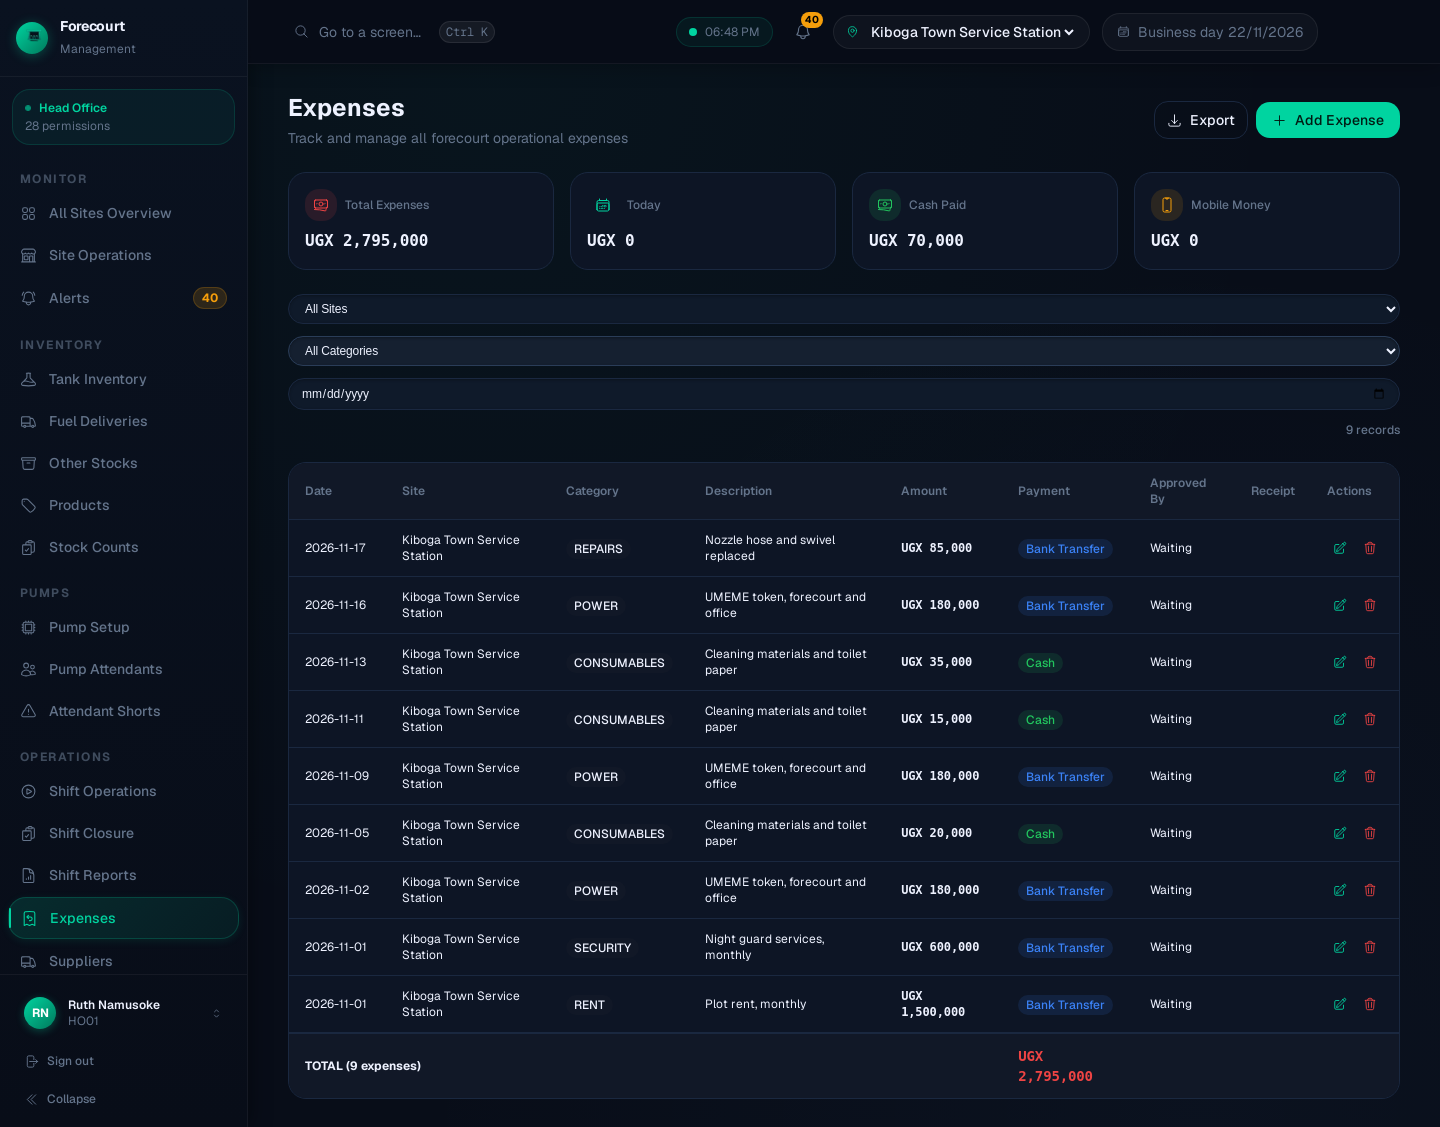 Forecourt
Management
Go to a screen...
Ctrl K
06:48 PM
40
Kiboga Town Service Station
Business day 22/11/2026
Head Office
28 permissions
MONITOR
All Sites Overview
Site Operations
Alerts
40
INVENTORY
Tank Inventory
Fuel Deliveries
Other Stocks
Products
Stock Counts
PUMPS
Pump Setup
Pump Attendants
Attendant Shorts
OPERATIONS
Shift Operations
Shift Closure
Shift Reports
Expenses
Suppliers
RN
Ruth Namusoke
HO01
Sign out
Collapse
Expenses
Track and manage all forecourt operational expenses
Export
Add Expense
Total Expenses
UGX 2,795,000
Today
UGX 0
Cash Paid
UGX 70,000
Mobile Money
UGX 0
All Sites
All Categories
mm/dd/yyyy
9 records
Date Site Category Description Amount Payment Approved By Receipt Actions
2026-11-17 Kiboga Town Service Station REPAIRS Nozzle hose and swivel replaced UGX 85,000 Bank Transfer Waiting
2026-11-16 Kiboga Town Service Station POWER UMEME token, forecourt and office UGX 180,000 Bank Transfer Waiting
2026-11-13 Kiboga Town Service Station CONSUMABLES Cleaning materials and toilet paper UGX 35,000 Cash Waiting
2026-11-11 Kiboga Town Service Station CONSUMABLES Cleaning materials and toilet paper UGX 15,000 Cash Waiting
2026-11-09 Kiboga Town Service Station POWER UMEME token, forecourt and office UGX 180,000 Bank Transfer Waiting
2026-11-05 Kiboga Town Service Station CONSUMABLES Cleaning materials and toilet paper UGX 20,000 Cash Waiting
2026-11-02 Kiboga Town Service Station POWER UMEME token, forecourt and office UGX 180,000 Bank Transfer Waiting
2026-11-01 Kiboga Town Service Station SECURITY Night guard services, monthly UGX 600,000 Bank Transfer Waiting
2026-11-01 Kiboga Town Service Station RENT Plot rent, monthly UGX 1,500,000 Bank Transfer Waiting
TOTAL (9 expenses) UGX 2,795,000